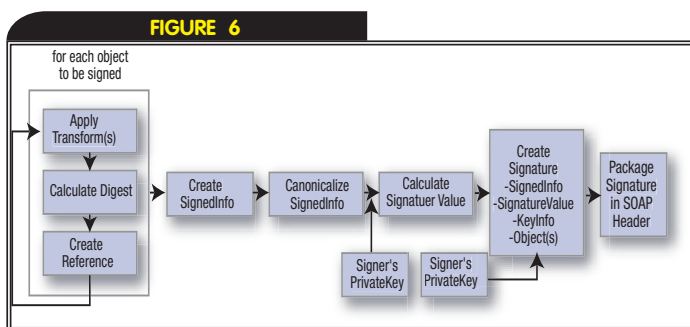 FIGURE 6
for each object
to be signed
Apply
Transform(s)
Calculate Digest
Create
Reference
Create
SignedInfo
Canonicalize
SignedInfo
Calculate
Signatuer Value
Signer's
PrivateKey
Signer's
PrivateKey
Create
Signature
-SignedInfo
-SignatureValue
-KeyInfo
-Object(s)
Package
Signature
in SOAP
Header